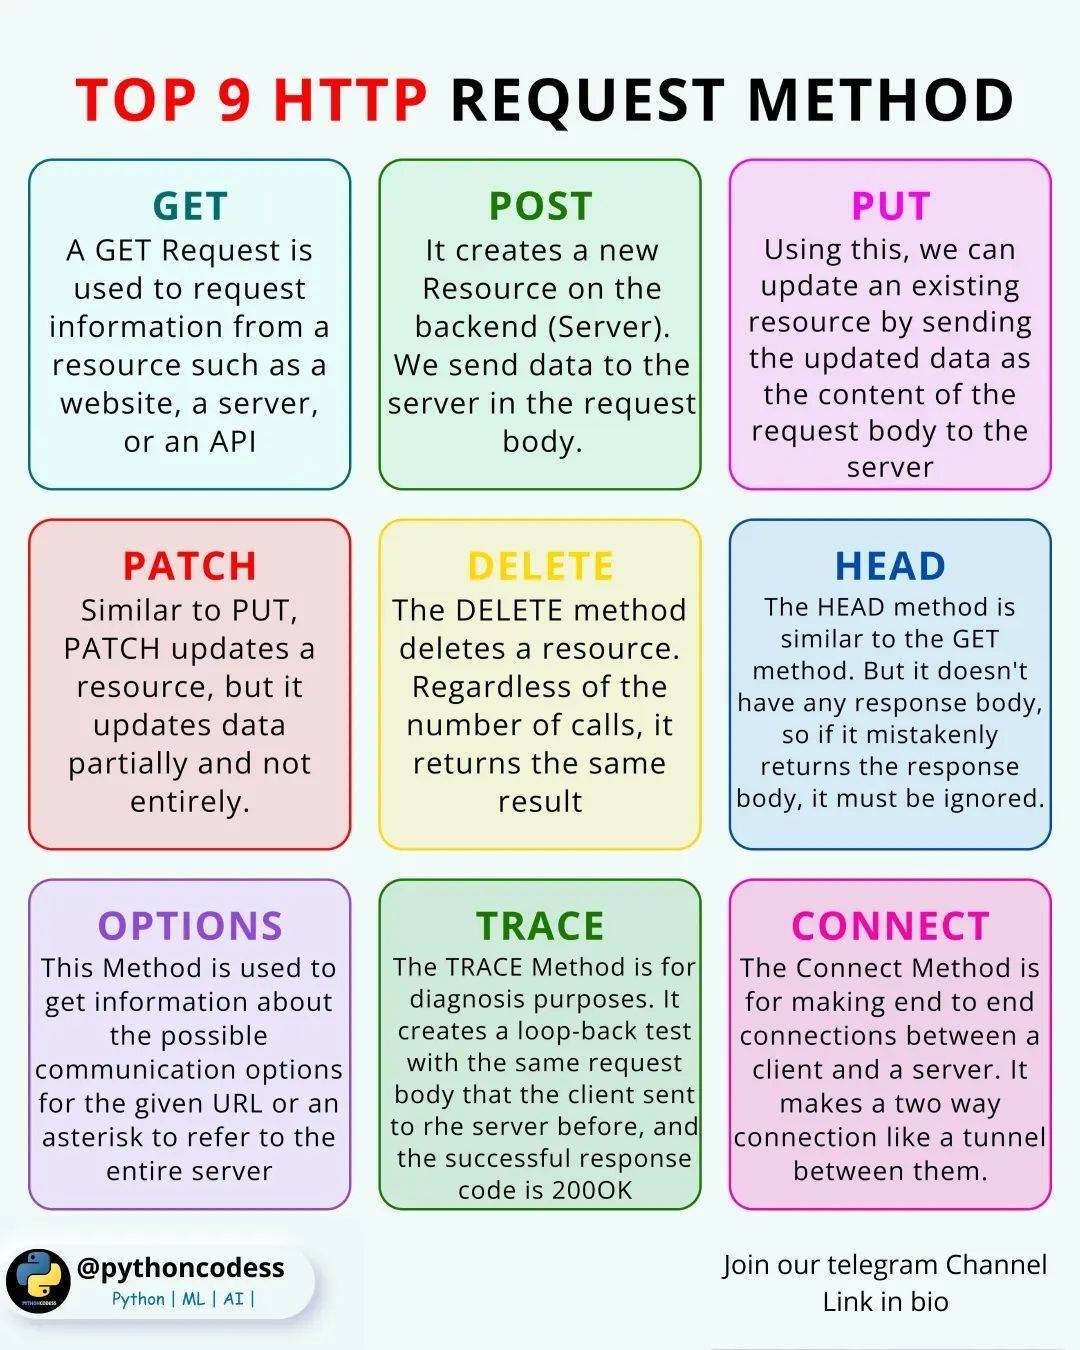 TOP 9 HTTP REQUEST METHOD
GET
A GET Request is
used to request
information from a
resource such as a
website, a server,
or an API
POST
It creates a new
Resource on the
backend (Server).
We send data to the
server in the request
body.
PUT
Using this, we can
update an existing
resource by sending
the updated data as
the content of the
request body to the
server
PATCH
Similar to PUT,
PATCH updates a
resource, but it
updates data
partially and not
entirely.
DELETE
The DELETE method
deletes a resource.
Regardless of the
number of calls, it
returns the same
result
HEAD
The HEAD method is
similar to the GET
method. But it doesn't
have any response body,
so if it mistakenly
returns the response
body, it must be ignored.
OPTIONS
This Method is used to
get information about
the possible
communication options
for the given URL or an
asterisk to refer to the
entire server
TRACE
The TRACE Method is for
diagnosis purposes. It
creates a loop-back test
with the same request
body that the client sent
to rhe server before, and
the successful response
code is 200OK
CONNECT
The Connect Method is
for making end to end
connections between a
client and a server. It
makes a two way
connection like a tunnel
between them.
PYTHONCODESS
@pythoncodess
Python | ML | AI |
Join our telegram Channel
Link in bio